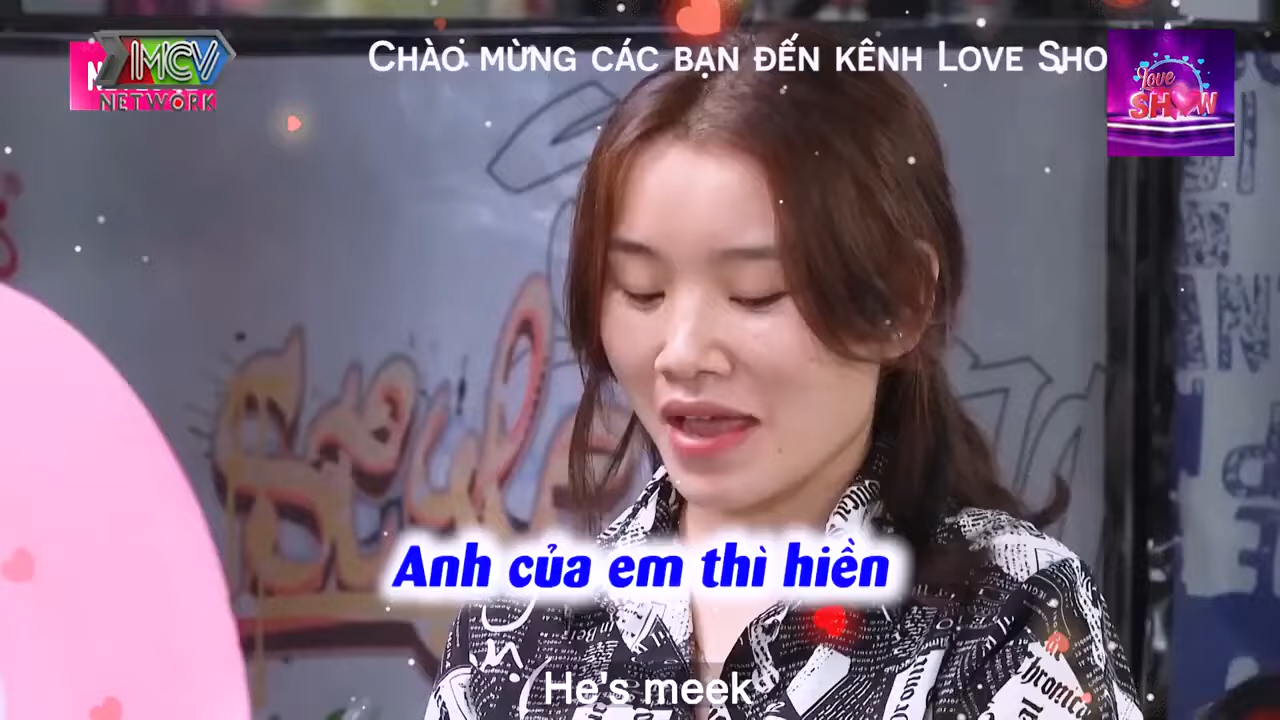 MCV
NETWORK
CHÀO MỪNG CÁC BẠN ĐẾN KÊNH LOVE SHO
Love
SHOW
Style
Anh của em thì hiền
He's meek